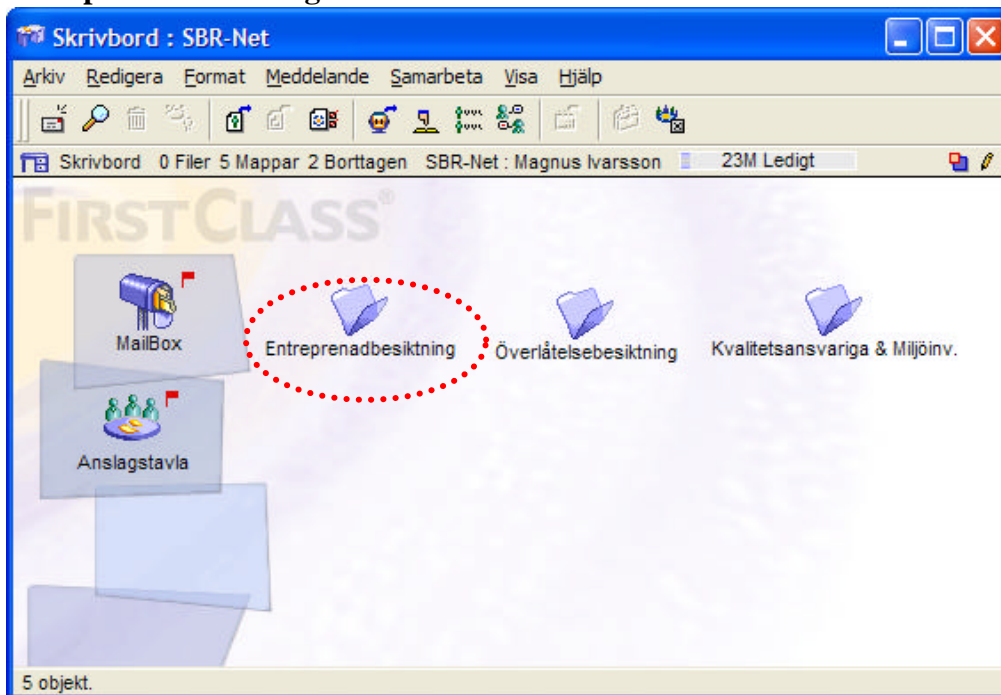 Skrivbord : SBR-Net
Arkiv Redigera Format Meddelande Samarbeta Visa Hjälp
Skrivbord 0 Filer 5 Mappar 2 Borttagen SBR-Net : Magnus Ivarsson 23M Ledigt
FIRSTCLASS®
MailBox
Entreprenadbesiktning
Överlåtelsebesiktning
Kvalitetsansvariga & Miljöinv.
Anslagstavla
5 objekt.